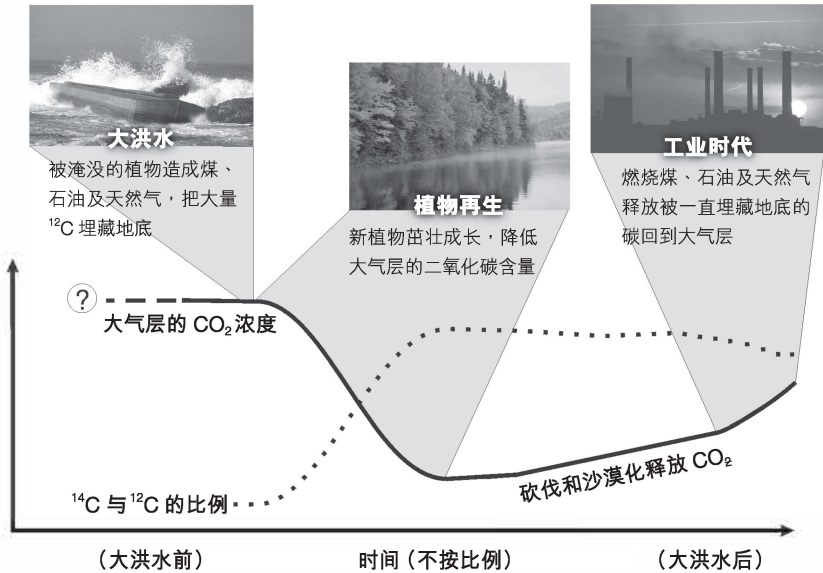 大洪水
被淹没的植物造成煤、
石油及天然气，把大量
¹²C 埋藏地底
植物再生
新植物茁壮成长，降低
大气层的二氧化碳含量
工业时代
燃烧煤、石油及天然气
释放被一直埋藏地底的
碳回到大气层
?
大气层的 CO₂ 浓度
¹⁴C 与 ¹²C 的比例
砍伐和沙漠化释放 CO₂
（大洪水前）
时间（不按比例）
（大洪水后）